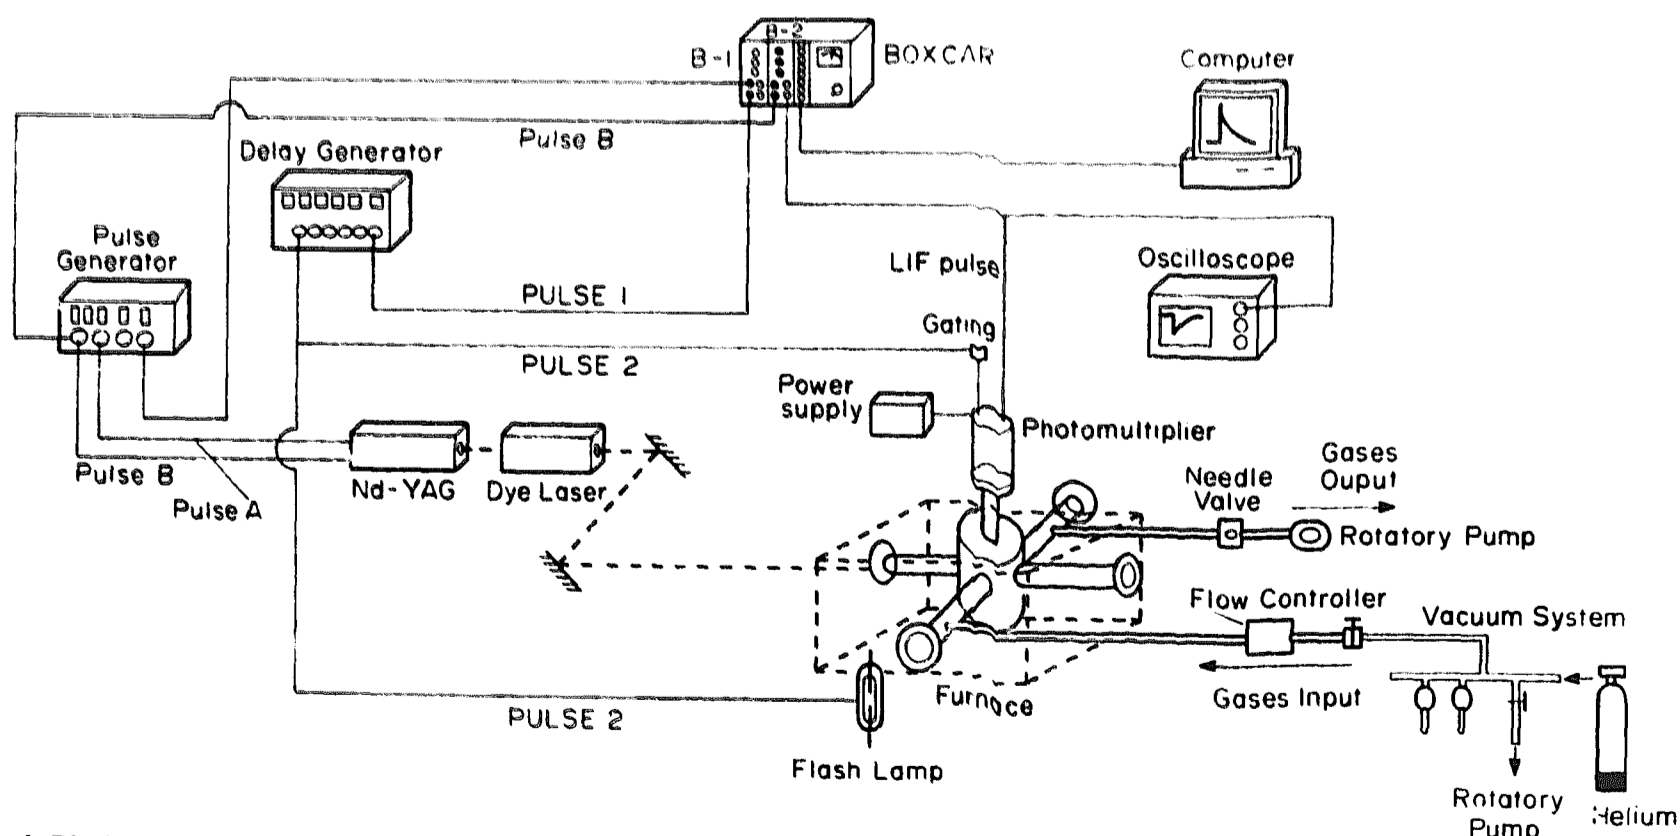 B-2
B-1
BOXCAR
Computer
Pulse B
Delay Generator
Pulse
Generator
LIF pulse
Oscilloscope
PULSE 1
Gating
PULSE 2
Power
supply
Photomultiplier
Gases
Ouput
Needle
Valve
Pulse B
Nd-YAG
Dye Laser
Pulse A
Rotatory Pump
Flow Controller
Vacuum System
Furnace
Gases Input
PULSE 2
Flash Lamp
Rotatory
Pump
Helium